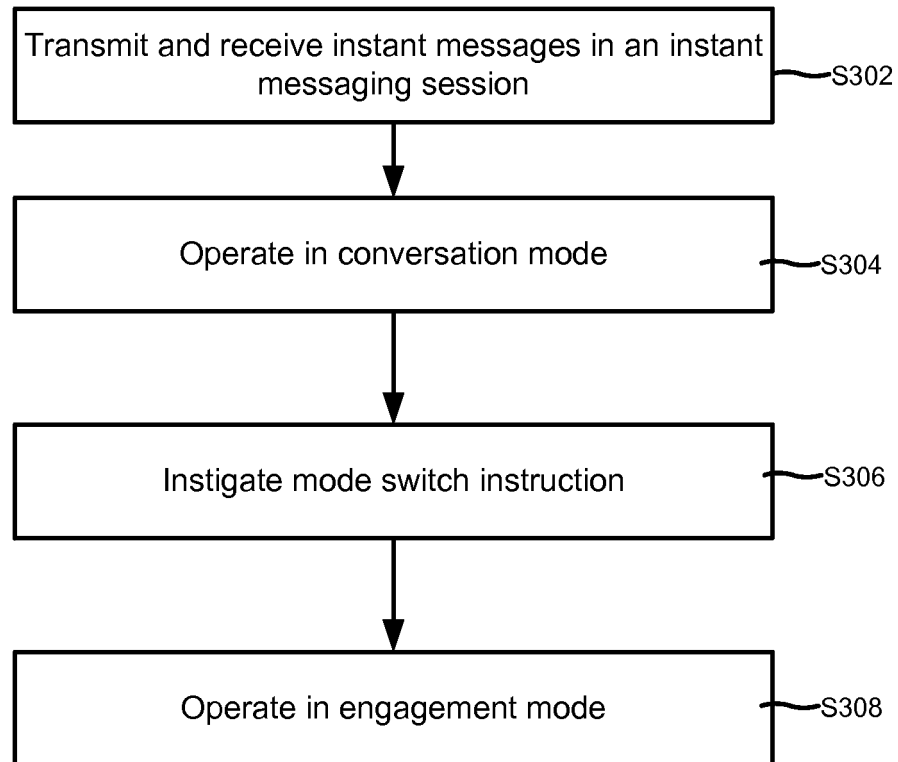 Transmit and receive instant messages in an instant
messaging session
S302
Operate in conversation mode
S304
Instigate mode switch instruction
S306
Operate in engagement mode
S308